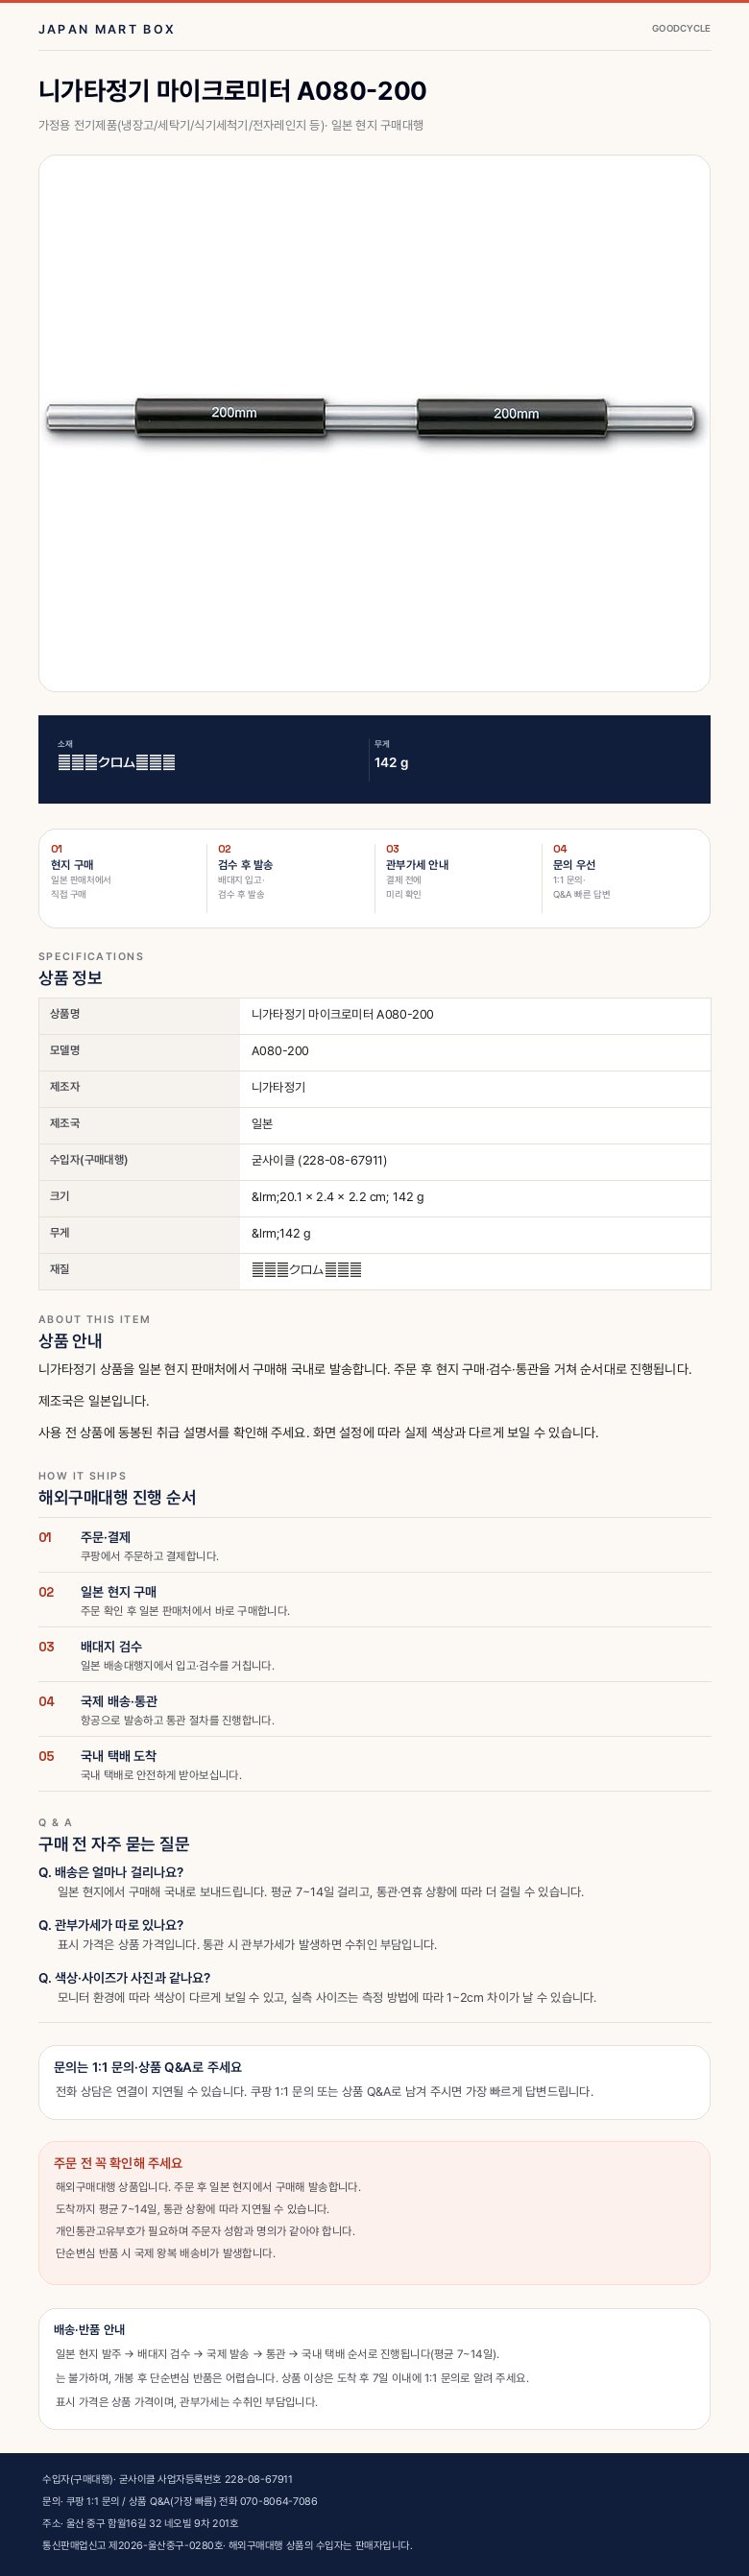 JAPAN MART BOX
GOODCYCLE
니가타정기 마이크로미터 A080-200
가정용 전기제품(냉장고/세탁기/식기세척기/전자레인지 등)· 일본 현지 구매대행
200mm
200mm
소재
クロム
무게
142 g
01
현지 구매
일본 판매처에서
직접 구매
02
검수 후 발송
배대지 입고·
검수 후 발송
03
관부가세 안내
결제 전에
미리 확인
04
문의 우선
1:1 문의·
Q&A 빠른 답변
SPECIFICATIONS
상품 정보
상품명 니가타정기 마이크로미터 A080-200
모델명 A080-200
제조자 니가타정기
제조국 일본
수입자(구매대행) 굳사이클 (228-08-67911)
크기 &lrm;20.1 × 2.4 × 2.2 cm; 142 g
무게 &lrm;142 g
재질 クロム
ABOUT THIS ITEM
상품 안내
니가타정기 상품을 일본 현지 판매처에서 구매해 국내로 발송합니다. 주문 후 현지 구매·검수·통관을 거쳐 순서대로 진행됩니다.
제조국은 일본입니다.
사용 전 상품에 동봉된 취급 설명서를 확인해 주세요. 화면 설정에 따라 실제 색상과 다르게 보일 수 있습니다.
HOW IT SHIPS
해외구매대행 진행 순서
01 주문·결제
쿠팡에서 주문하고 결제합니다.
02 일본 현지 구매
주문 확인 후 일본 판매처에서 바로 구매합니다.
03 배대지 검수
일본 배송대행지에서 입고·검수를 거칩니다.
04 국제 배송·통관
항공으로 발송하고 통관 절차를 진행합니다.
05 국내 택배 도착
국내 택배로 안전하게 받아보십니다.
Q & A
구매 전 자주 묻는 질문
Q. 배송은 얼마나 걸리나요?
일본 현지에서 구매해 국내로 보내드립니다. 평균 7~14일 걸리고, 통관·연휴 상황에 따라 더 걸릴 수 있습니다.
Q. 관부가세가 따로 있나요?
표시 가격은 상품 가격입니다. 통관 시 관부가세가 발생하면 수취인 부담입니다.
Q. 색상·사이즈가 사진과 같나요?
모니터 환경에 따라 색상이 다르게 보일 수 있고, 실측 사이즈는 측정 방법에 따라 1~2cm 차이가 날 수 있습니다.
문의는 1:1 문의·상품 Q&A로 주세요
전화 상담은 연결이 지연될 수 있습니다. 쿠팡 1:1 문의 또는 상품 Q&A로 남겨 주시면 가장 빠르게 답변드립니다.
주문 전 꼭 확인해 주세요
해외구매대행 상품입니다. 주문 후 일본 현지에서 구매해 발송합니다.
도착까지 평균 7~14일, 통관 상황에 따라 지연될 수 있습니다.
개인통관고유부호가 필요하며 주문자 성함과 명의가 같아야 합니다.
단순변심 반품 시 국제 왕복 배송비가 발생합니다.
배송·반품 안내
일본 현지 발주 → 배대지 검수 → 국제 발송 → 통관 → 국내 택배 순서로 진행됩니다(평균 7~14일).
는 불가하며, 개봉 후 단순변심 반품은 어렵습니다. 상품 이상은 도착 후 7일 이내에 1:1 문의로 알려 주세요.
표시 가격은 상품 가격이며, 관부가세는 수취인 부담입니다.
수입자(구매대행)· 굳사이클 사업자등록번호 228-08-67911
문의· 쿠팡 1:1 문의 / 상품 Q&A(가장 빠름) 전화 070-8064-7086
주소· 울산 중구 함월16길 32 네오빌 9차 201호
통신판매업신고 제2026-울산중구-0280호· 해외구매대행 상품의 수입자는 판매자입니다.